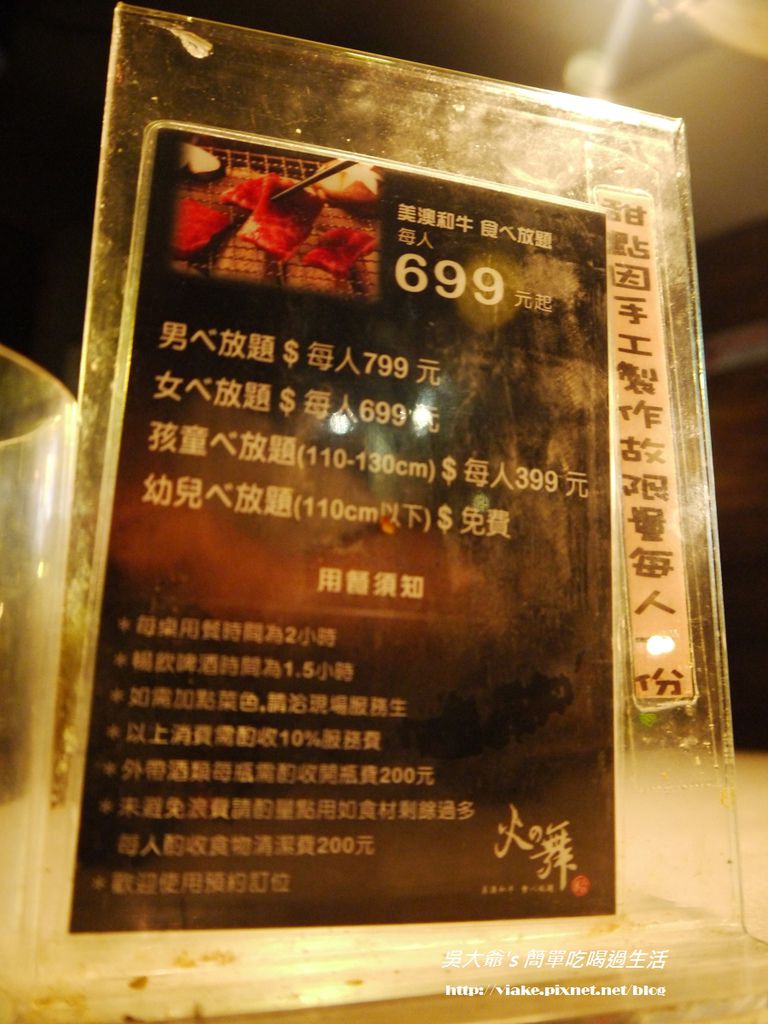 美澳和牛 食べ放題
每人
699 元起
男べ放題 $ 每人799 元
女べ放題 $ 每人699 元
孩童べ放題(110-130cm) $ 每人399 元
幼兒べ放題(110cm以下) $ 免費
用餐須知
*每桌用餐時間為2小時
*暢飲啤酒時間為1.5小時
*如需加點菜色,請洽現場服務生
*以上消費需酌收10%服務費
*外帶酒類每瓶需酌收開瓶費200元
*未避免浪費請酌量點用如食材剩餘過多
每人酌收食物清潔費200元
*歡迎使用預約訂位
火の舞
甜點因手工製作故限量每人一份
吳大爺's 簡單吃喝過生活
http://viake.pixnet.net/blog